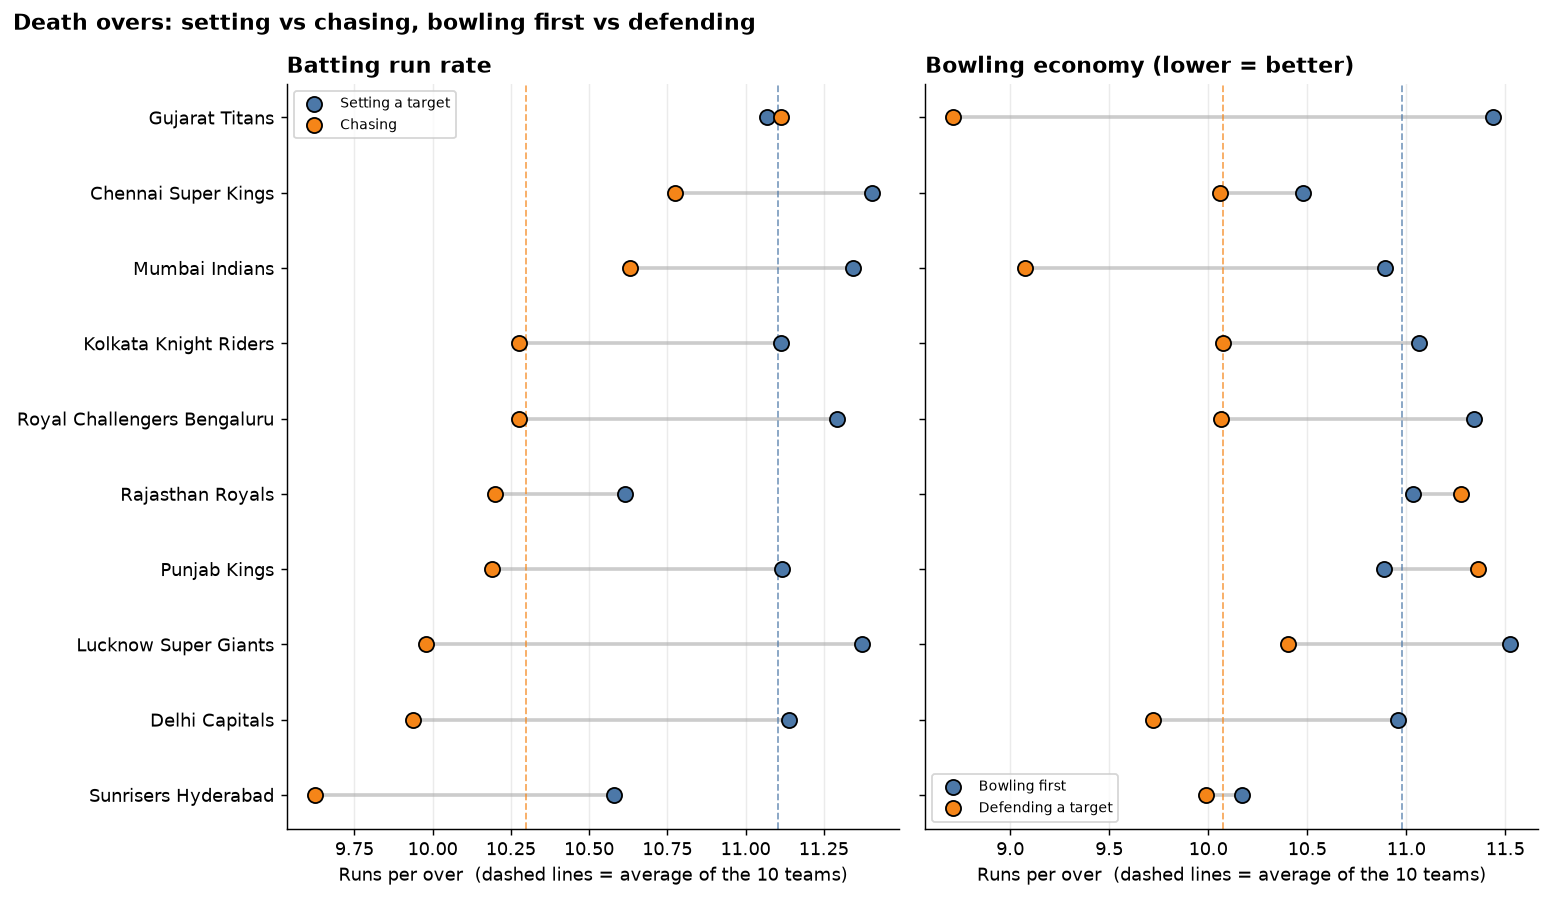 Death overs: setting vs chasing, bowling first vs defending
Batting run rate
Setting a target
Chasing
Gujarat Titans
Chennai Super Kings
Mumbai Indians
Kolkata Knight Riders
Royal Challengers Bengaluru
Rajasthan Royals
Punjab Kings
Lucknow Super Giants
Delhi Capitals
Sunrisers Hyderabad
9.75 10.00 10.25 10.50 10.75 11.00 11.25
Runs per over (dashed lines = average of the 10 teams)
Bowling economy (lower = better)
Bowling first
Defending a target
9.0 9.5 10.0 10.5 11.0 11.5
Runs per over (dashed lines = average of the 10 teams)